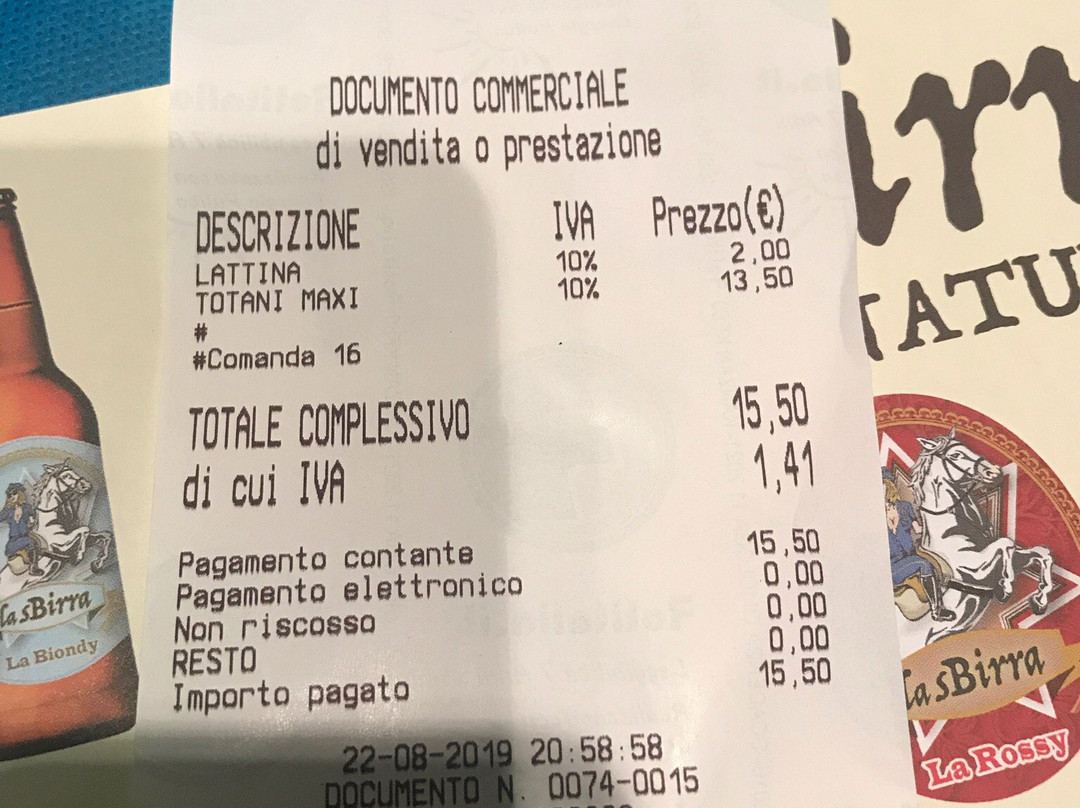 DOCUMENTO COMMERCIALE
di vendita o prestazione
DESCRIZIONE IVA Prezzo(€)
LATTINA 10% 2,00
TOTANI MAXI 10% 13,50
#
#Comanda 16
TOTALE COMPLESSIVO 15,50
di cui IVA 1,41
Pagamento contante 15,50
Pagamento elettronico 0,00
Non riscosso 0,00
RESTO 0,00
Importo pagato 15,50
22-08-2019 20:58:58
DOCUMENTO N. 0074-0015
La sBirra
La Biondy
irr
NATU
La sBirra
La Rossy